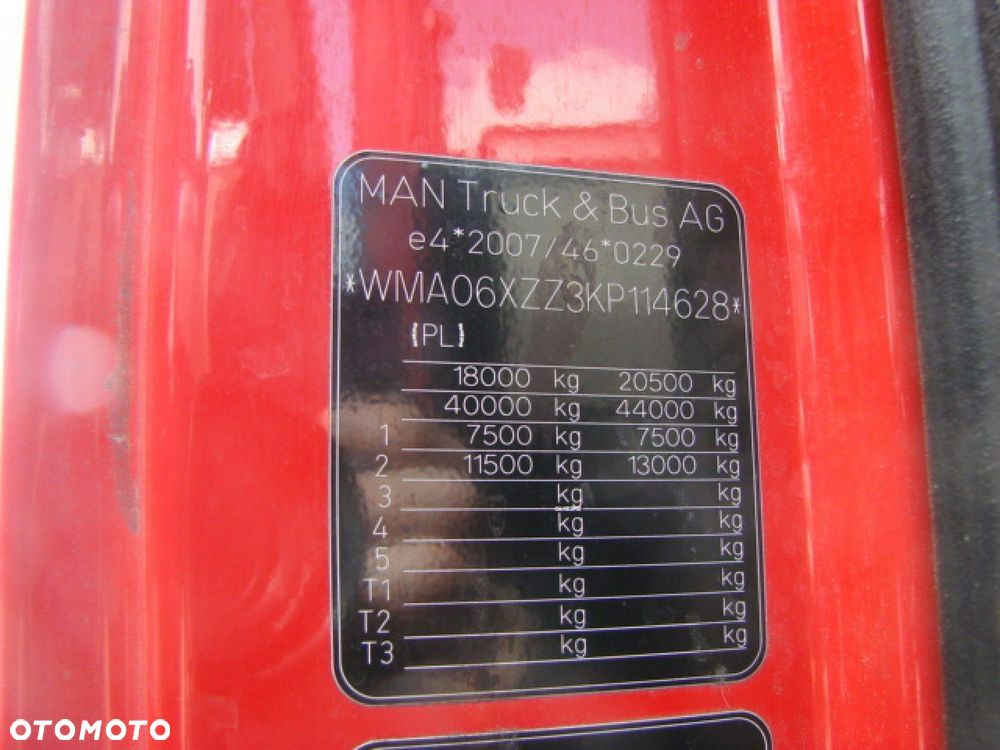 MAN Truck & Bus AG
e4*2007/46*0229
*WMA06XZZ3KP114628*
(PL)
18000 kg 20500 kg
40000 kg 44000 kg
1 7500 kg 7500 kg
2 11500 kg 13000 kg
3 kg kg
4 kg kg
5 kg kg
T1 kg kg
T2 kg kg
T3 kg kg
OTOMOTO